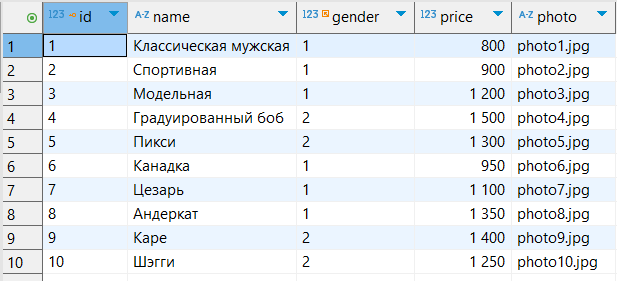 123 id A-Z name 123 gender 123 price A-Z photo
1 1 Классическая мужская 1 800 photo1.jpg
2 2 Спортивная 1 900 photo2.jpg
3 3 Модельная 1 1 200 photo3.jpg
4 4 Градуированный боб 2 1 500 photo4.jpg
5 5 Пикси 2 1 300 photo5.jpg
6 6 Канадка 1 950 photo6.jpg
7 7 Цезарь 1 1 100 photo7.jpg
8 8 Андеркат 1 1 350 photo8.jpg
9 9 Каре 2 1 400 photo9.jpg
10 10 Шэгги 2 1 250 photo10.jpg